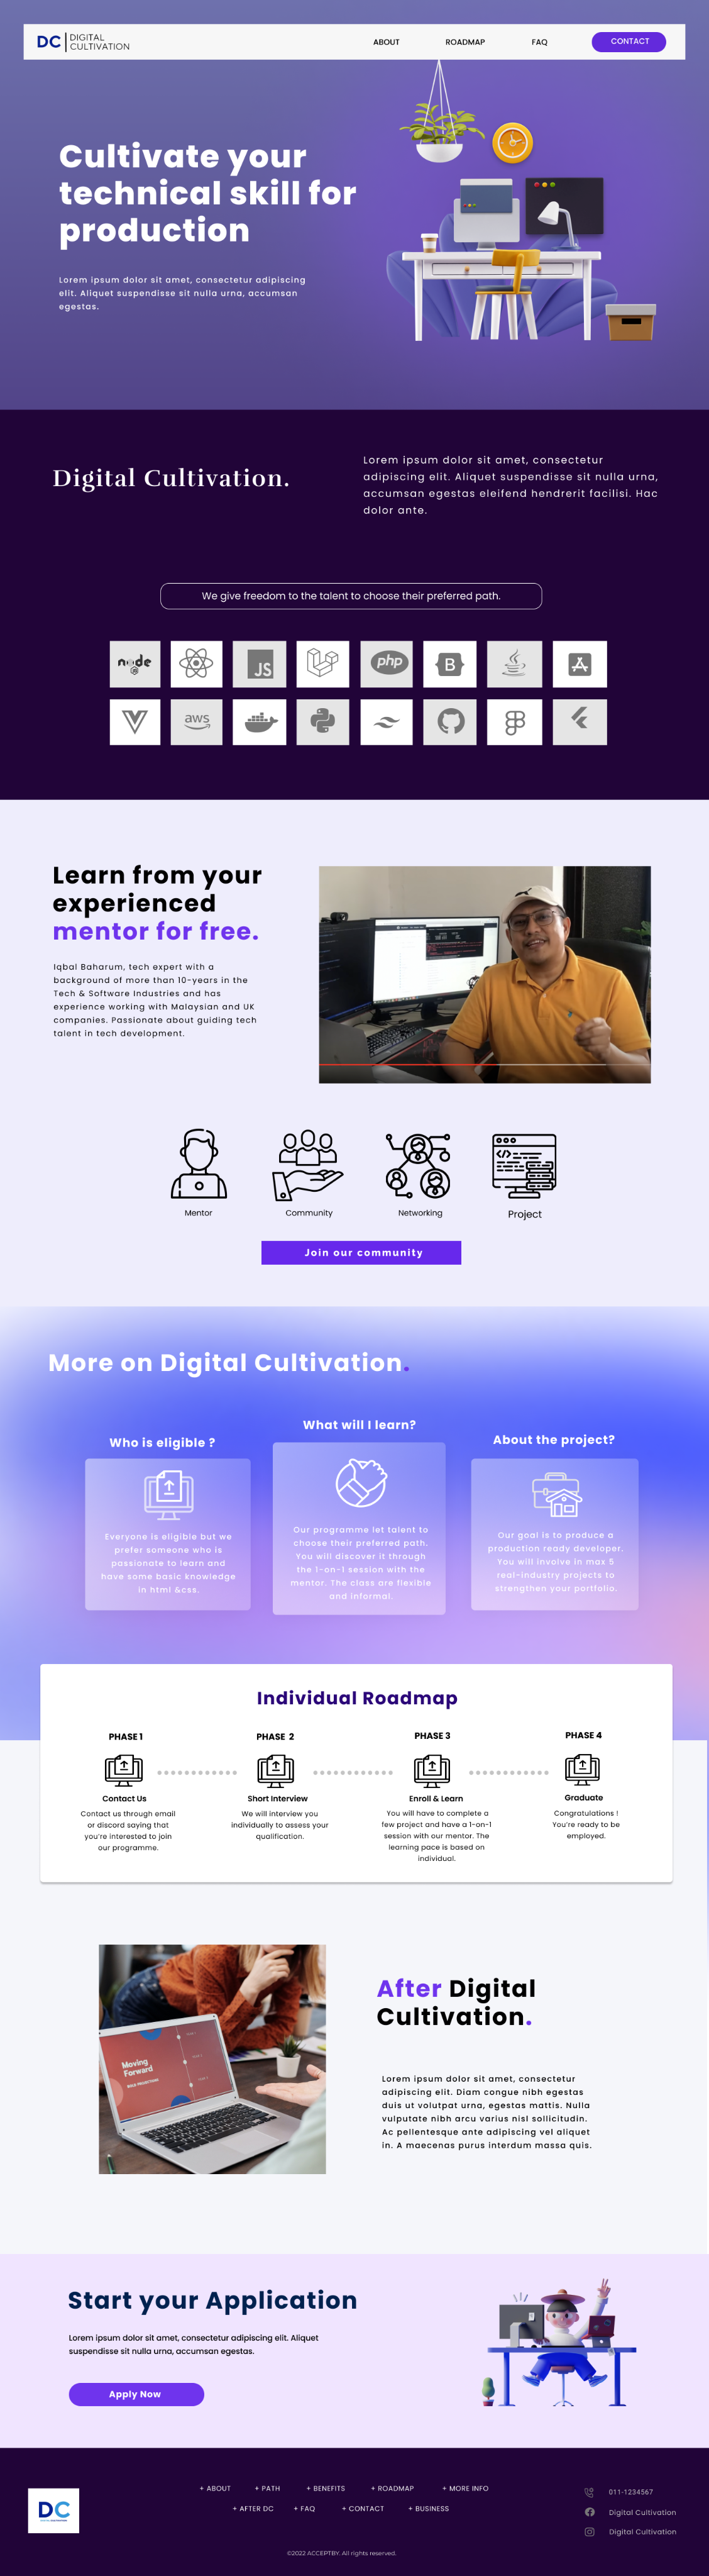 DC
DIGITAL
CULTIVATION
ABOUT
ROADMAP
FAQ
CONTACT
Cultivate your
technical skill for
production
Lorem ipsum dolor sit amet, consectetur adipiscing
elit. Aliquet suspendisse sit nulla urna, accumsan
egestas.
Digital Cultivation.
Lorem ipsum dolor sit amet, consectetur
adipiscing elit. Aliquet suspendisse sit nulla urna,
accumsan egestas eleifend hendrerit facilisi. Hac
dolor ante.
We give freedom to the talent to choose their preferred path.
node
JS
JS
php
B
aws
Learn from your
experienced
mentor for free.
Iqbal Baharum, tech expert with a
background of more than 10-years in the
Tech & Software Industries and has
experience working with Malaysian and UK
companies. Passionate about guiding tech
talent in tech development.
Mentor
Community
Networking
Project
Join our community
More on Digital Cultivation.
Who is eligible ?
Everyone is eligible but we
prefer someone who is
passionate to learn and
have some basic knowledge
in html &css.
What will I learn?
Our programme let talent to
choose their preferred path.
You will discover it through
the 1-on-1 session with the
mentor. The class are flexible
and informal.
About the project?
Our goal is to produce a
production ready developer.
You will involve in max 5
real-industry projects to
strengthen your portfolio.
Individual Roadmap
PHASE 1
Contact Us
Contact us through email
or discord saying that
you're interested to join
our programme.
PHASE 2
Short Interview
We will interview you
individually to assess your
qualification.
PHASE 3
Enroll & Learn
You will have to complete a
few project and have a 1-on-1
session with our mentor. The
learning pace is based on
individual.
PHASE 4
Graduate
Congratulations !
You're ready to be
employed.
Moving
Forward
After Digital
Cultivation.
Lorem ipsum dolor sit amet, consectetur
adipiscing elit. Diam congue nibh egestas
duis ut volutpat urna, egestas mattis. Nulla
vulputate nibh arcu varius nisl sollicitudin.
Ac pellentesque ante adipiscing vel aliquet
in. A maecenas purus interdum massa quis.
Start your Application
Lorem ipsum dolor sit amet, consectetur adipiscing elit. Aliquet
suspendisse sit nulla urna, accumsan egestas.
Apply Now
DC
+ ABOUT
+ PATH
+ BENEFITS
+ ROADMAP
+ MORE INFO
+ AFTER DC
+ FAQ
+ CONTACT
+ BUSINESS
011-1234567
Digital Cultivation
Digital Cultivation
©2022 ACCEPTBY. All rights reserved.